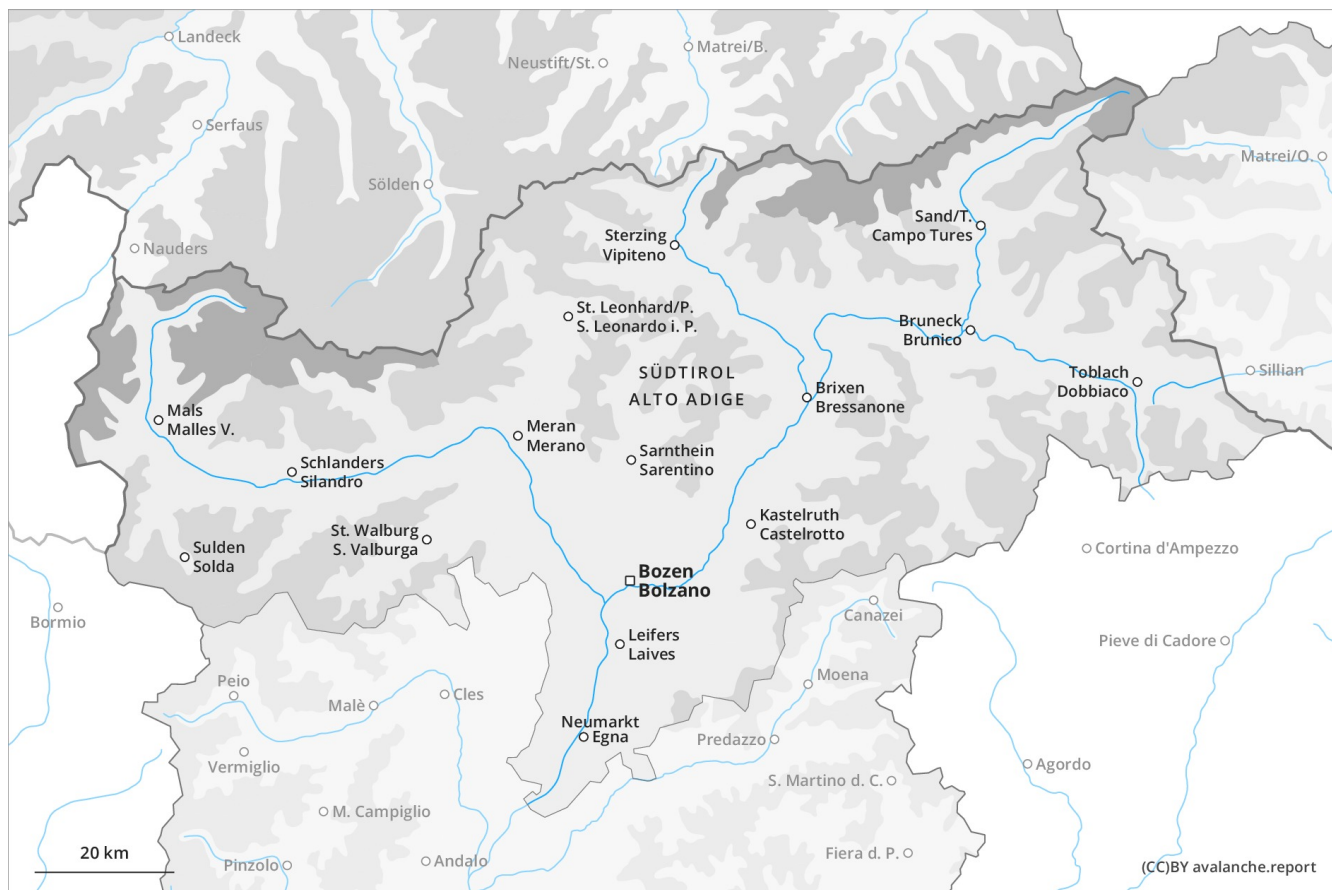 Landeck
Matrei/B.
Neustift/St.
Serfaus
Matrei/O.
Sölden
Sand/T.
Campo Tures
Nauders
Sterzing
Vipiteno
St. Leonhard/P.
S. Leonardo i. P.
Bruneck
Brunico
SÜDTIROL
ALTO ADIGE
Toblach
Dobbiaco
Sillian
Brixen
Bressanone
Mals
Malles V.
Meran
Merano
Sarnthein
Sarentino
Schlanders
Silandro
Kastelruth
Castelrotto
St. Walburg
S. Valburga
Sulden
Solda
Cortina d'Ampezzo
Bozen
Bolzano
Bormio
Canazei
Leifers
Laives
Pieve di Cadore
Peio
Malè
Cles
Moena
Neumarkt
Egna
Predazzo
Vermiglio
Agordo
S. Martino d. C.
M. Campiglio
20 km
Pinzolo
Andalo
Fiera d. P.
(CC)BY avalanche.report